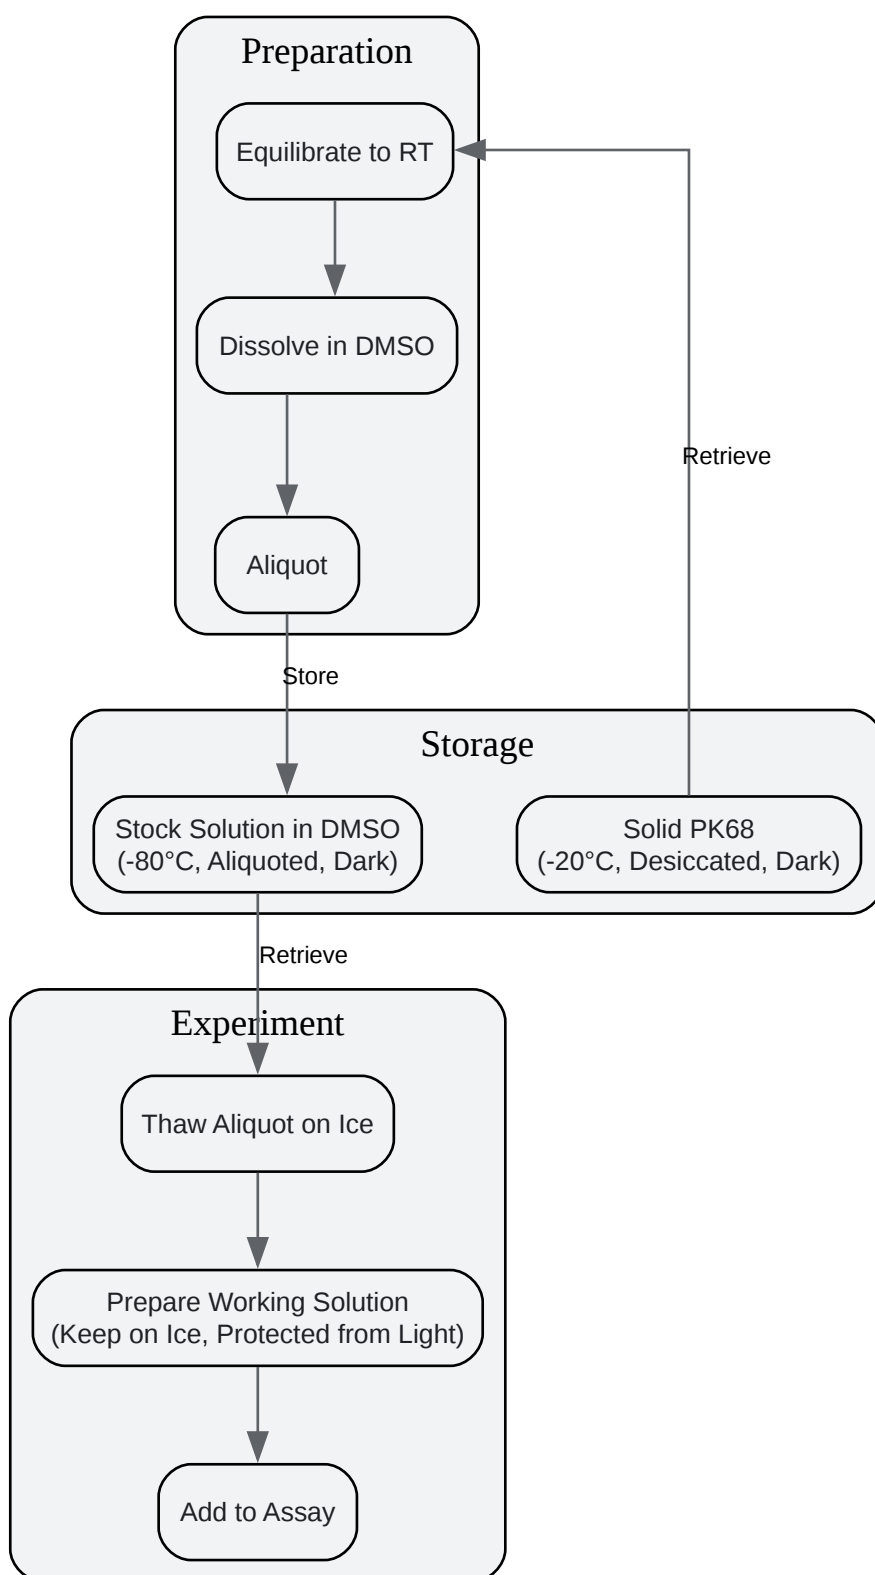 Preparation
Equilibrate to RT
Dissolve in DMSO
Retrieve
Aliquot
Store
Storage
Stock Solution in DMSO
(-80°C, Aliquoted, Dark)
Solid PK68
(-20°C, Desiccated, Dark)
Retrieve
Experiment
Thaw Aliquot on Ice
Prepare Working Solution
(Keep on Ice, Protected from Light)
Add to Assay